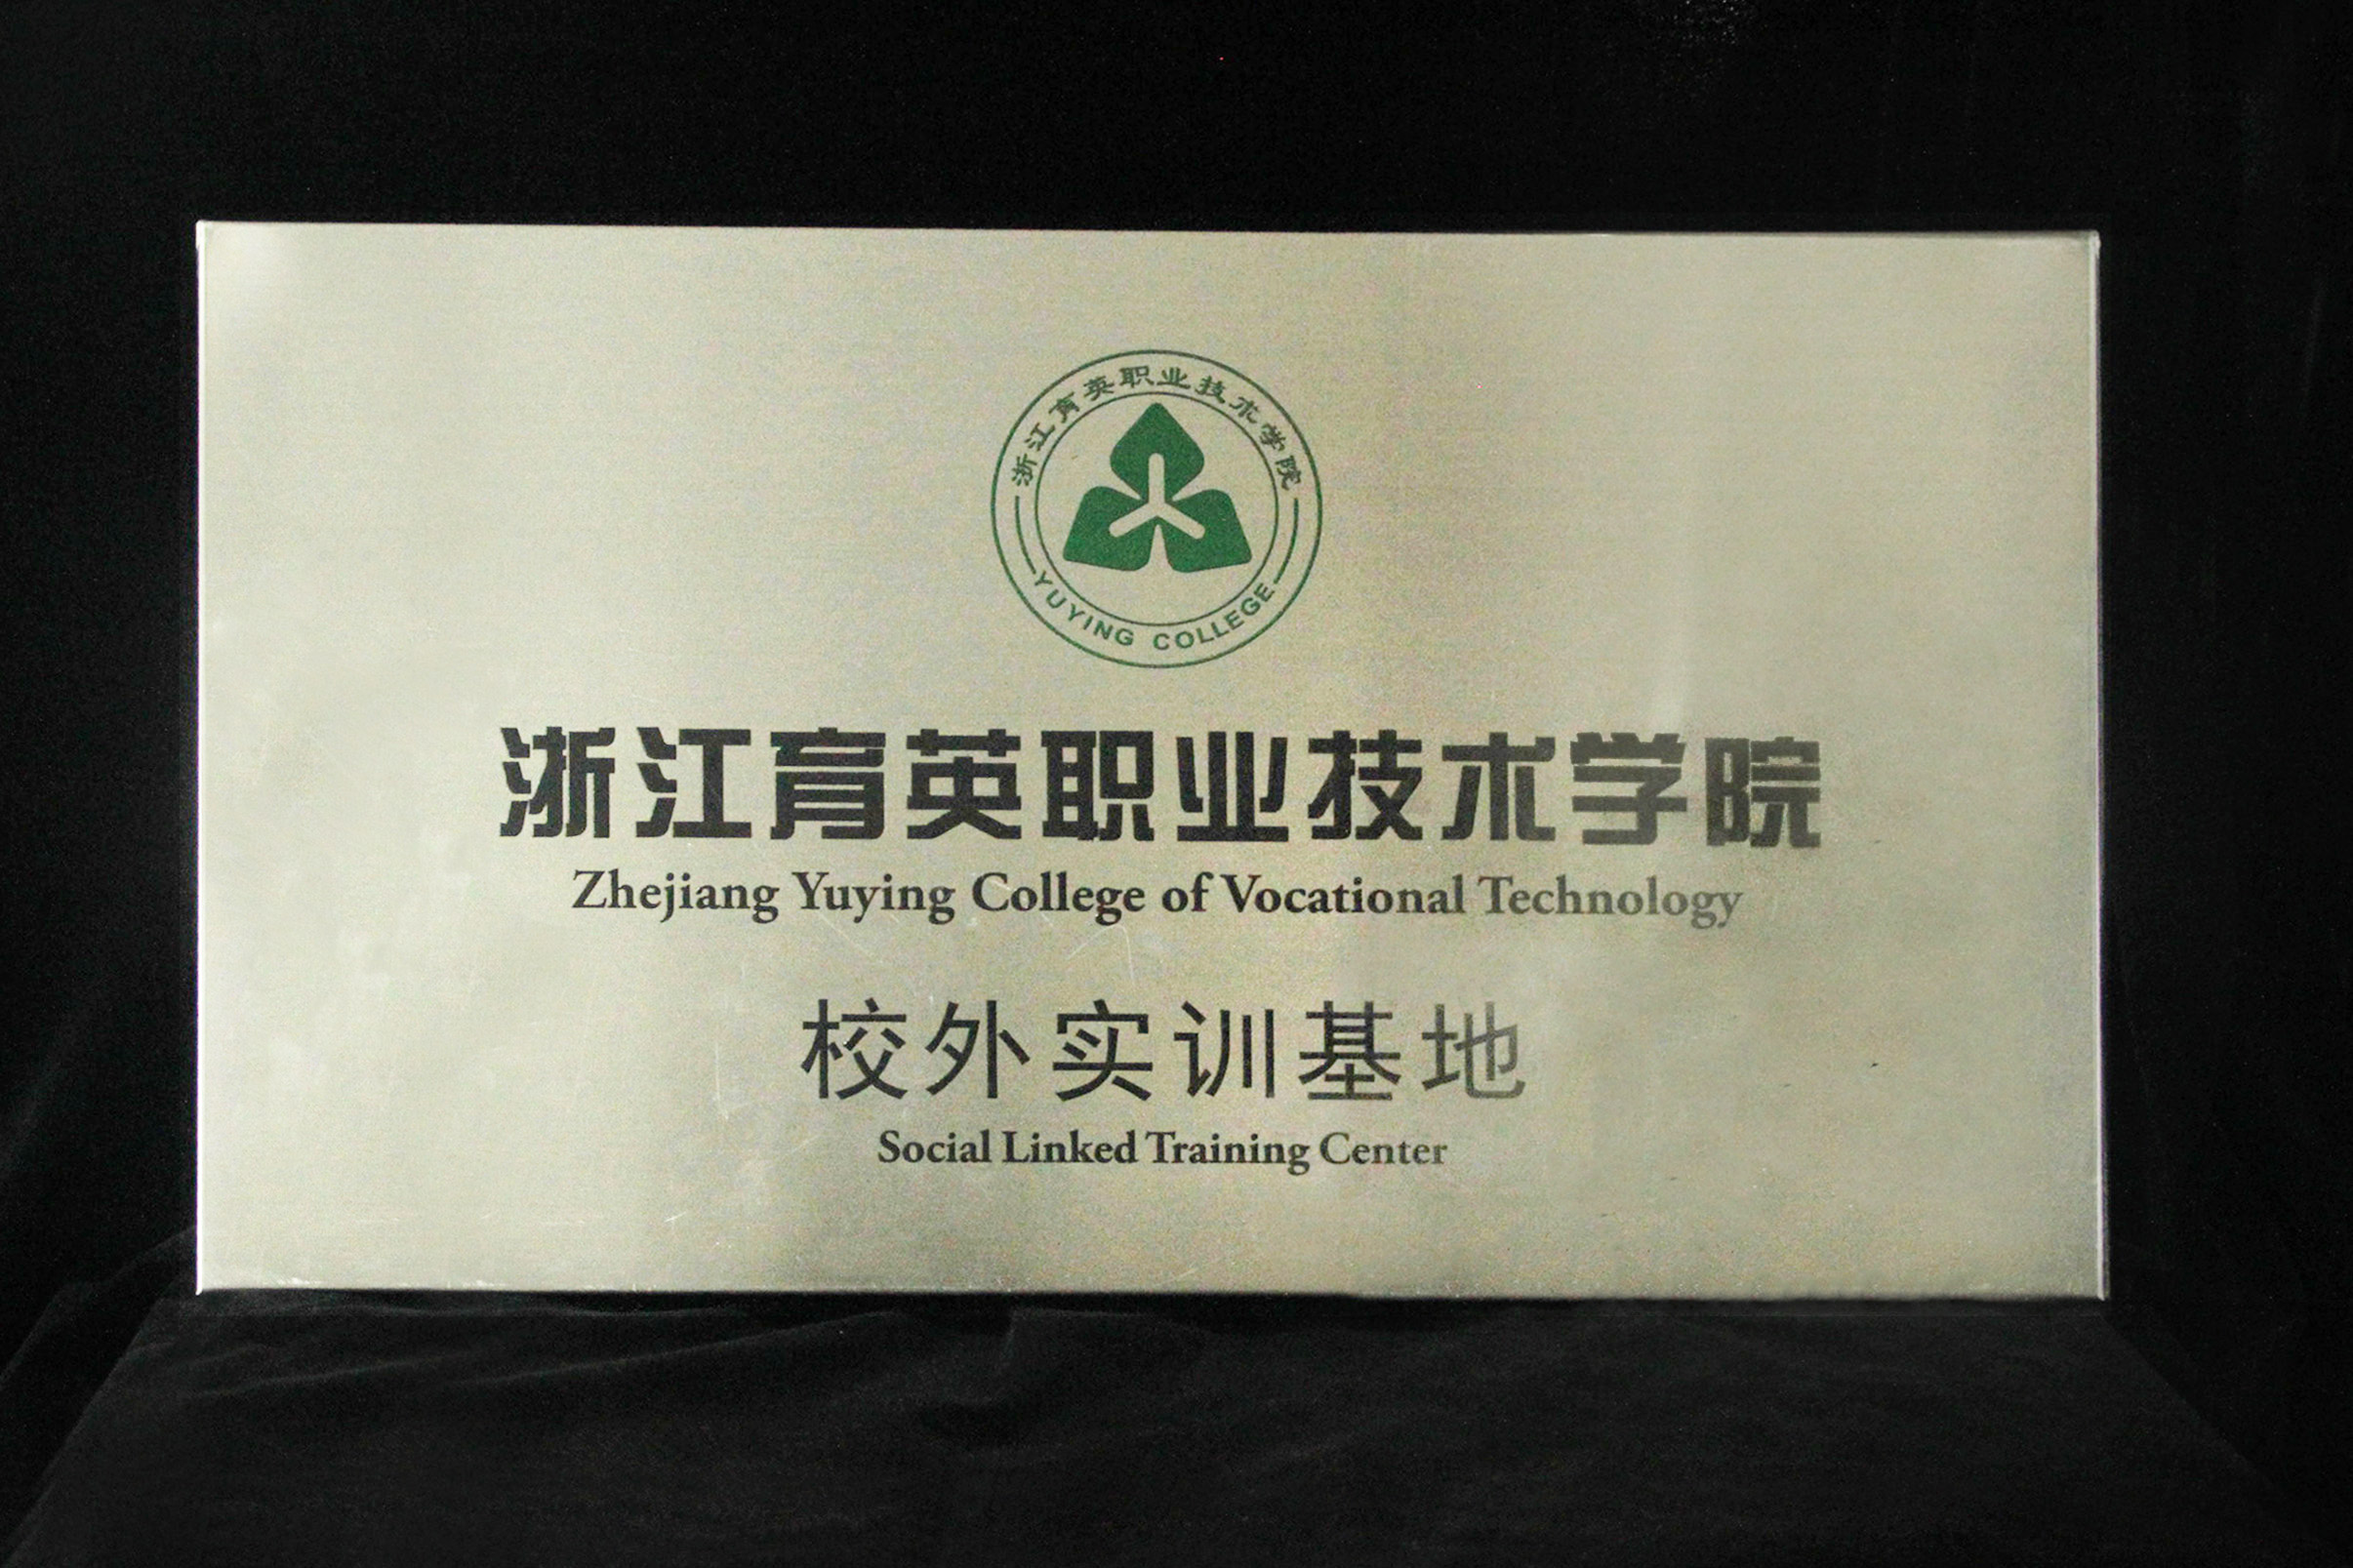 浙江育英职业技术学院
YUYING COLLEGE
浙江育英职业技术学院
Zhejiang Yuying College of Vocational Technology
校外实训基地
Social Linked Training Center